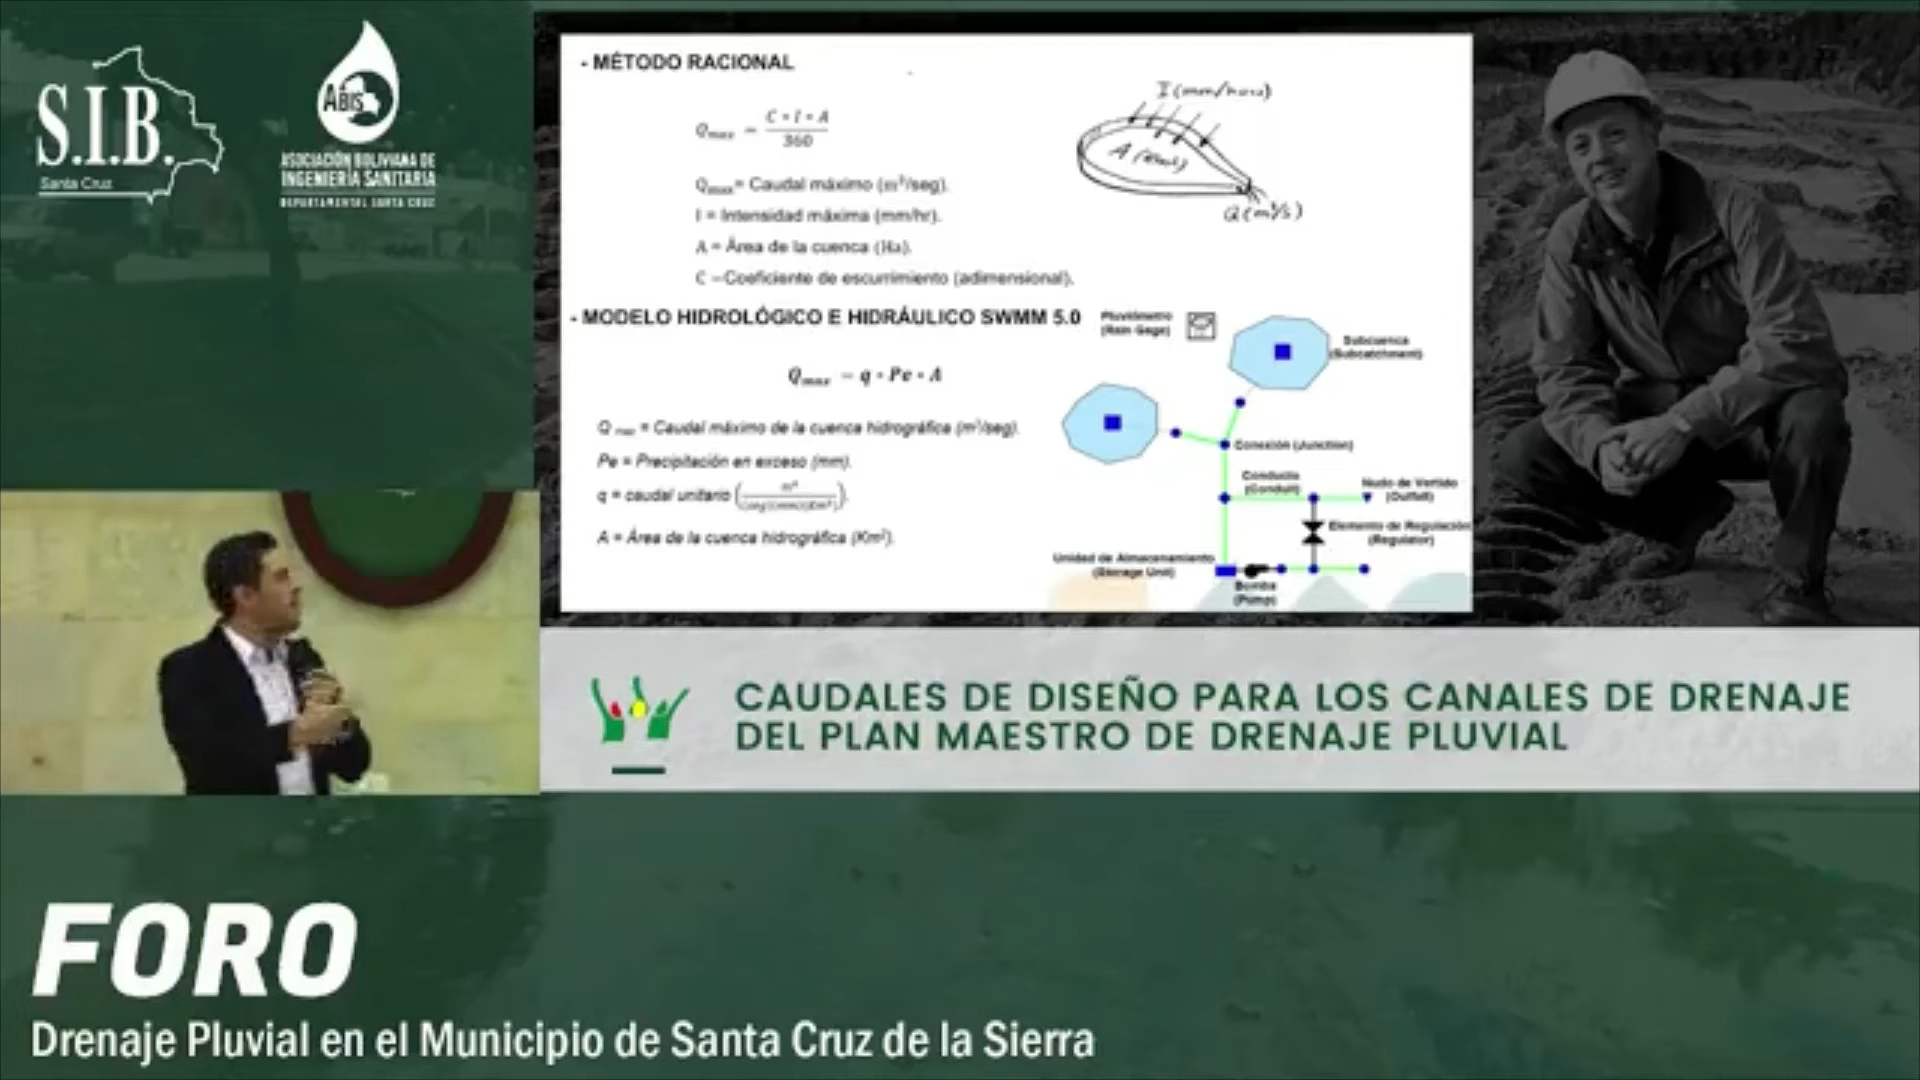 S.I.B.
Santa Cruz
ABIS
ASOCIACIÓN BOLIVIANA DE
INGENIERÍA SANITARIA
DEPARTAMENTAL SANTA CRUZ
- MÉTODO RACIONAL
Qmax = C * I * A / 360
Qmax = Caudal máximo (m³/seg).
I = Intensidad máxima (mm/hr).
A = Área de la cuenca (Ha).
C =Coeficiente de escurrimiento (adimensional).
I (mm/hora)
A (Km²)
Q (m³/s)
- MODELO HIDROLÓGICO E HIDRÁULICO SWMM 5.0
Qmax = q * Pe * A
Q max = Caudal máximo de la cuenca hidrográfica (m³/seg).
Pe = Precipitación en exceso (mm).
q = caudal unitario
A = Área de la cuenca hidrográfica (Km²).
Pluviómetro
(Rain Gage)
Subcuenca
(Subcatchment)
Conexión (Junction)
Conducto
(Conduit)
Nudo de Vertido
(Outfall)
Elemento de Regulación
(Regulator)
Unidad de Almacenamiento
(Storage Unit)
Bomba
(Pump)
CAUDALES DE DISEÑO PARA LOS CANALES DE DRENAJE
DEL PLAN MAESTRO DE DRENAJE PLUVIAL
FORO
Drenaje Pluvial en el Municipio de Santa Cruz de la Sierra